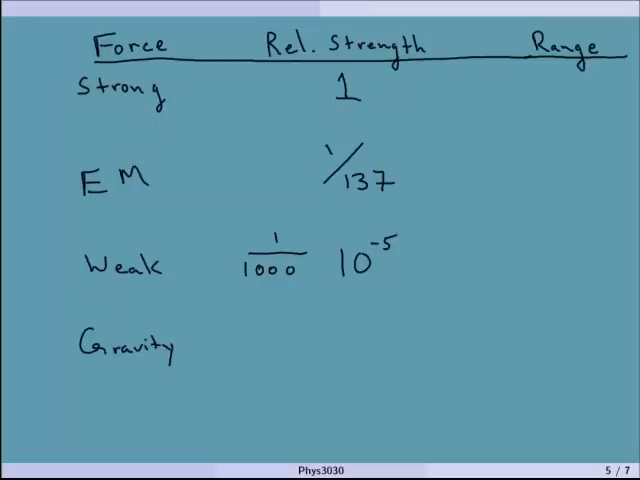 Force Rel. Strength Range
Strong 1
EM 1/137
Weak 1/1000 10^-5
Gravity
Phys3030 5 / 7